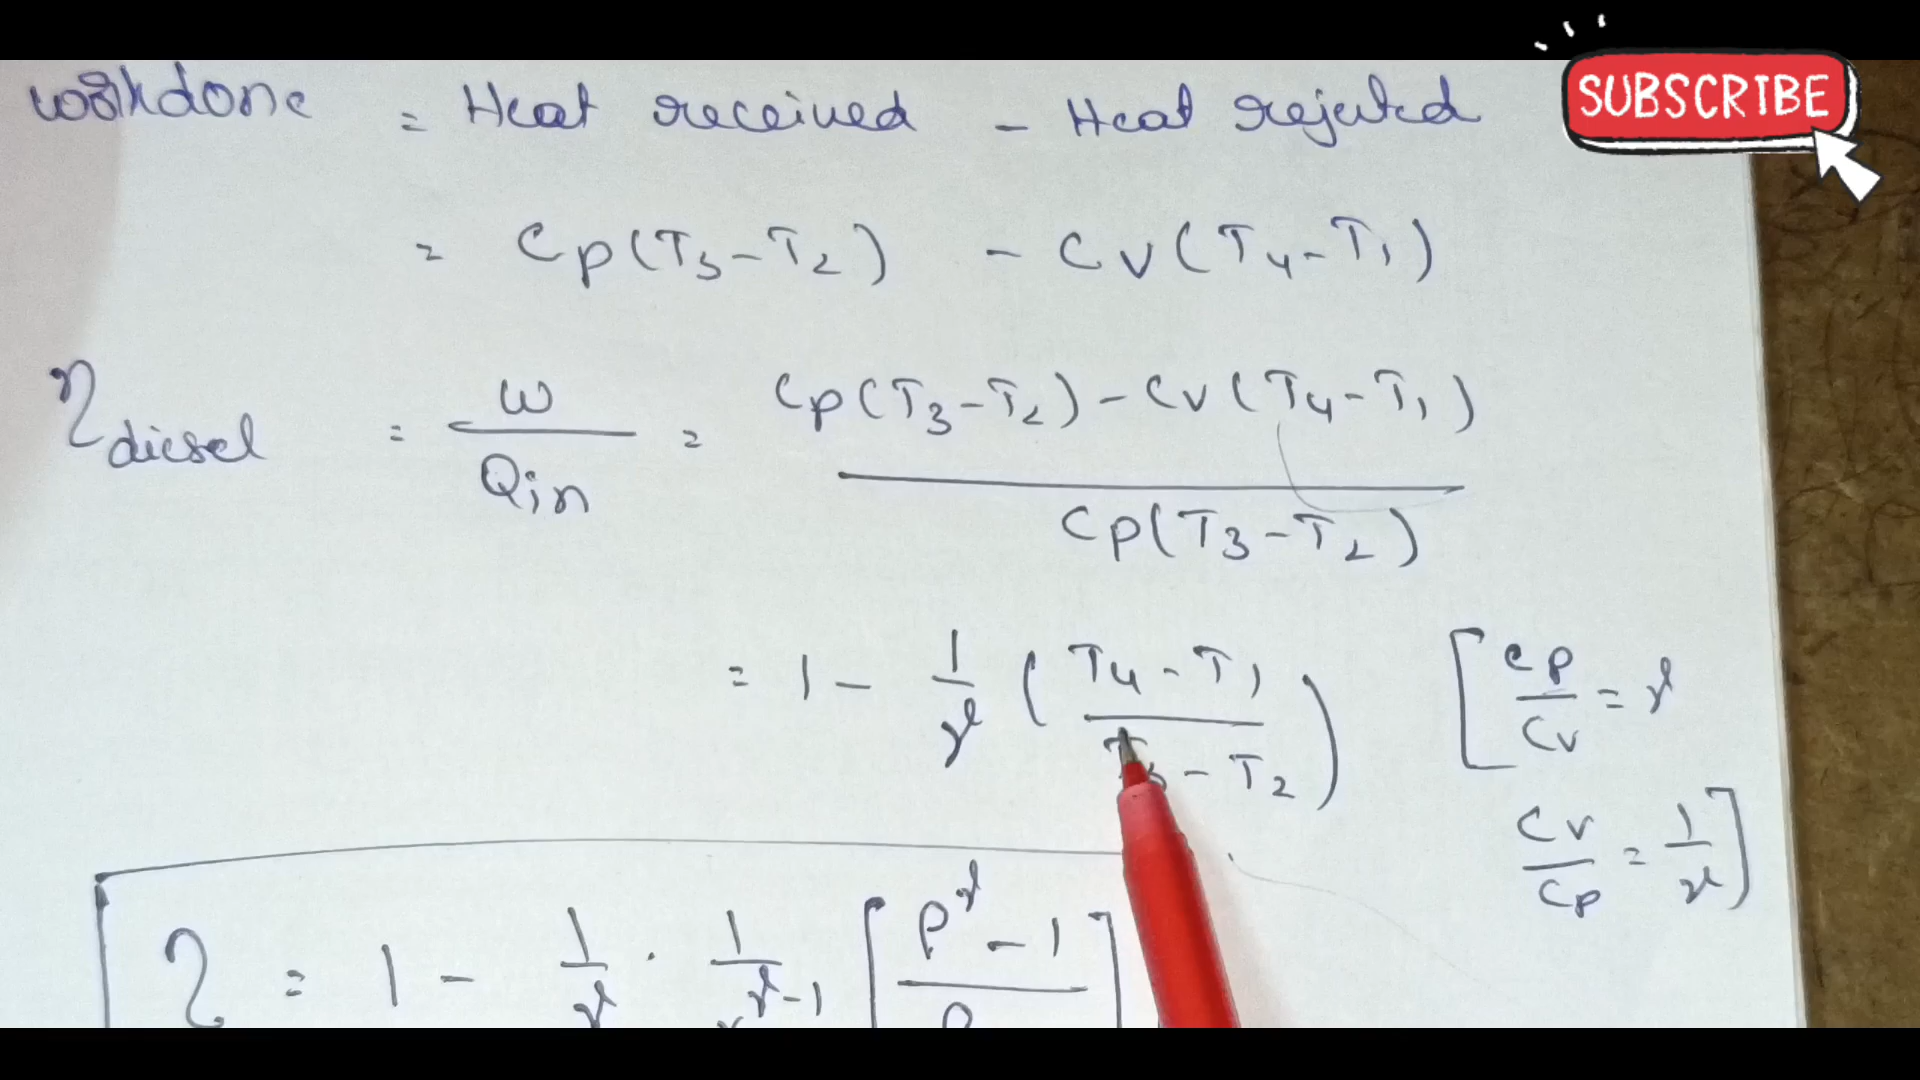 SUBSCRIBE
workdone = Heat received - Heat rejected
= Cp(T3-T2) - Cv(T4-T1)
η diesel = W/Qin = Cp(T3-T2) - Cv(T4-T1) / Cp(T3-T2)
= 1 - 1/γ (T4-T1 / T3-T2) [Cp/Cv = γ
Cv/Cp = 1/γ]
η = 1 - 1/γ · 1/r^γ-1 [ρ^γ - 1